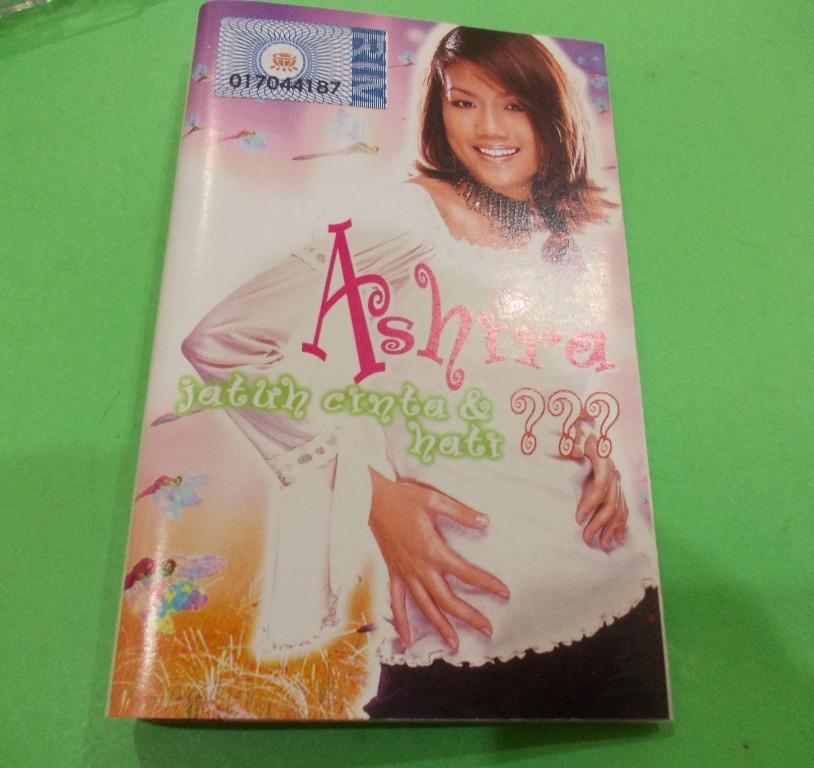 RIM
017044187
Ashira
jatuh cinta & ???
hati